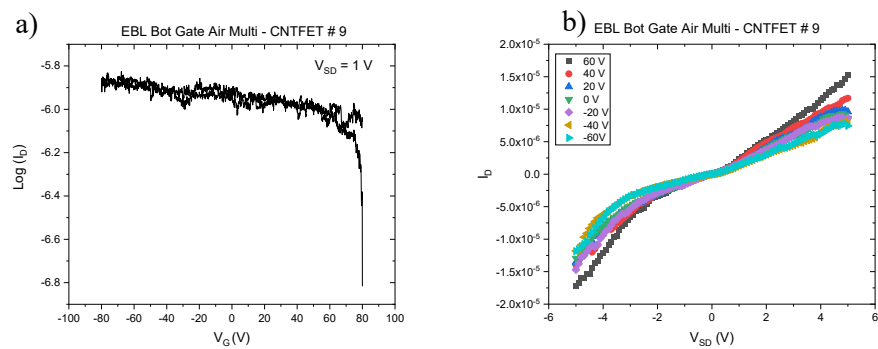 a)
EBL Bot Gate Air Multi - CNTFET # 9
V_SD = 1 V
Log (I_D)
-5.8
-6.0
-6.2
-6.4
-6.6
-6.8
-100 -80 -60 -40 -20 0 20 40 60 80 100
V_G (V)
b)
EBL Bot Gate Air Multi - CNTFET # 9
60 V
40 V
20 V
0 V
-20 V
-40 V
-60V
I_D
2.0x10⁻⁵
1.5x10⁻⁵
1.0x10⁻⁵
5.0x10⁻⁶
0.0
-5.0x10⁻⁶
-1.0x10⁻⁵
-1.5x10⁻⁵
-2.0x10⁻⁵
-6 -4 -2 0 2 4 6
V_SD (V)